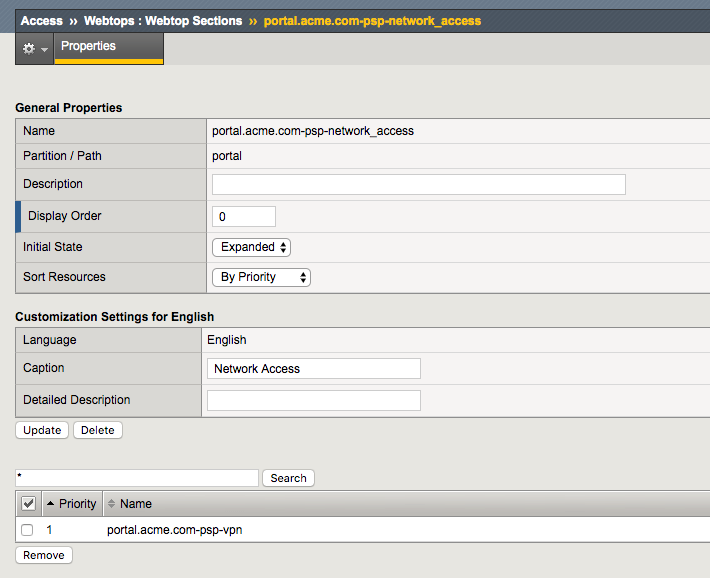 Access ›› Webtops : Webtop Sections ›› portal.acme.com-psp-network_access
Properties
General Properties
Name portal.acme.com-psp-network_access
Partition / Path portal
Description
Display Order 0
Initial State Expanded
Sort Resources By Priority
Customization Settings for English
Language English
Caption Network Access
Detailed Description
Update Delete
* Search
Priority Name
1 portal.acme.com-psp-vpn
Remove